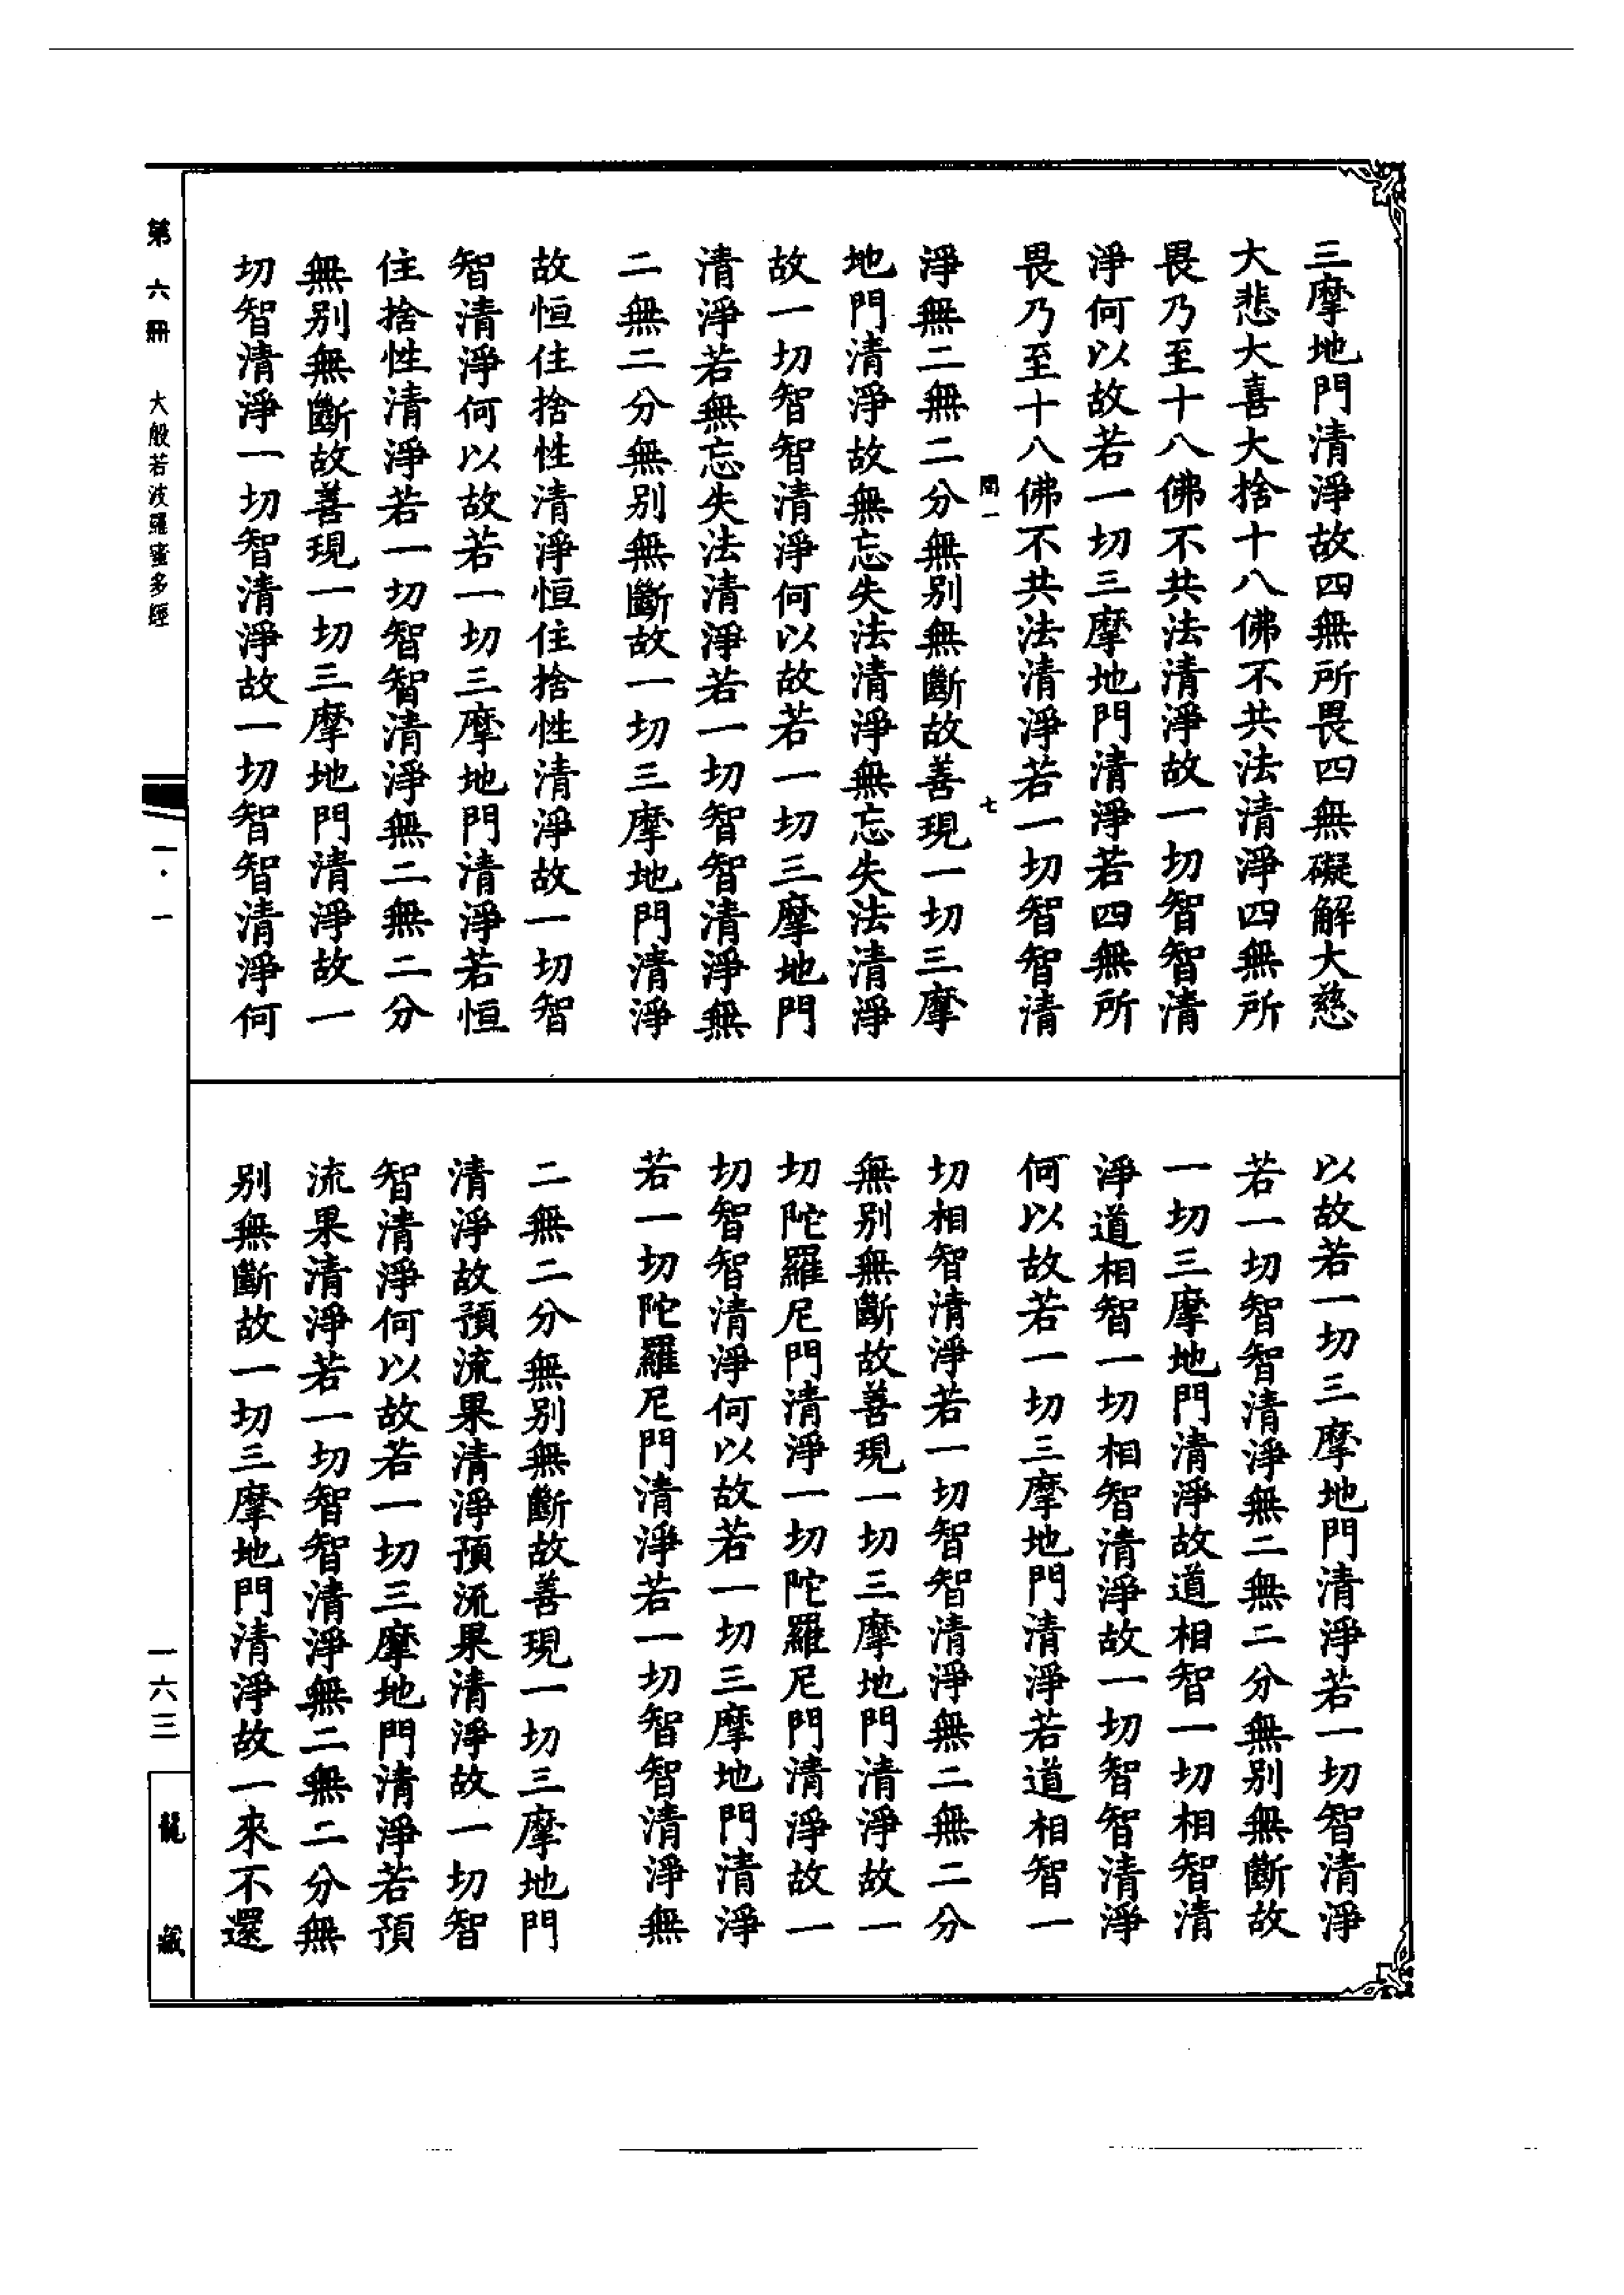 三摩地門清淨故四無所畏四無礙解大慈
大悲大喜大捨十八佛不共法清淨四無所
畏乃至十八佛不共法清淨故一切智智清
淨何以故若一切三摩地門清淨若四無所
畏乃至十八佛不共法清淨若一切智智清
一 七
淨無二無二分無別無斷故善現一切三摩
地門清淨故無忘失法清淨無忘失法清淨
故一切智智清淨何以故若一切三摩地門
清淨若無忘失法清淨若一切智智清淨無
二無二分無別無斷故一切三摩地門清淨
故恒住捨性清淨恒住捨性清淨故一切智
智清淨何以故若一切三摩地門清淨若恒
住捨性清淨若一切智智清淨無二無二分
無別無斷故善現一切三摩地門清淨故一
切智清淨一切智清淨故一切智智清淨何
以故若一切三摩地門清淨若一切智清淨
若一切智智清淨無二無二分無別無斷故
一切三摩地門清淨故道相智一切相智清
淨道相智一切相智清淨故一切智智清淨
何以故若一切三摩地門清淨若道相智一
切相智清淨若一切智智清淨無二無二分
無別無斷故善現一切三摩地門清淨故一
切陀羅尼門清淨一切陀羅尼門清淨故一
切智智清淨何以故若一切三摩地門清淨
若一切陀羅尼門清淨若一切智智清淨無
二無二分無別無斷故善現一切三摩地門
清淨故預流果清淨預流果清淨故一切智
智清淨何以故若一切三摩地門清淨若預
流果清淨若一切智智清淨無二無二分無
別無斷故一切三摩地門清淨故一來不還
第六冊 大般若波羅蜜多經
一·一
一六三
龍藏